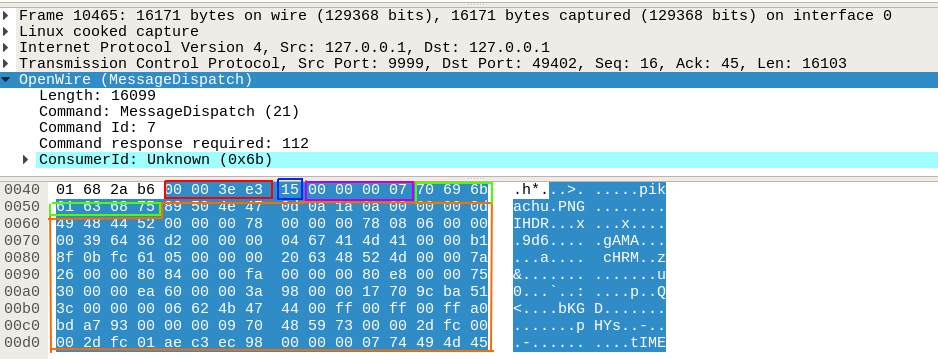 Frame 10465: 16171 bytes on wire (129368 bits), 16171 bytes captured (129368 bits) on interface 0
Linux cooked capture
Internet Protocol Version 4, Src: 127.0.0.1, Dst: 127.0.0.1
Transmission Control Protocol, Src Port: 9999, Dst Port: 49402, Seq: 16, Ack: 45, Len: 16103
OpenWire (MessageDispatch)
Length: 16099
Command: MessageDispatch (21)
Command Id: 7
Command response required: 112
ConsumerId: Unknown (0x6b)
0040 01 68 2a b6 00 00 3e e3 15 00 00 00 07 70 69 6b .h*...>. .....pik
0050 61 63 68 75 89 50 4e 47 0d 0a 1a 0a 00 00 00 0d achu.PNG ........
0060 49 48 44 52 00 00 00 78 00 00 00 78 08 06 00 00 IHDR...x ...x....
0070 00 39 64 36 d2 00 00 00 04 67 41 4d 41 00 00 b1 .9d6.... .gAMA...
0080 8f 0b fc 61 05 00 00 00 20 63 48 52 4d 00 00 7a ...a.... cHRM..z
0090 26 00 00 80 84 00 00 fa 00 00 00 80 e8 00 00 75 &....... .......u
00a0 30 00 00 ea 60 00 00 3a 98 00 00 17 70 9c ba 51 0...`..: ....p..Q
00b0 3c 00 00 00 06 62 4b 47 44 00 ff 00 ff 00 ff a0 <....bKG D.......
00c0 bd a7 93 00 00 00 09 70 48 59 73 00 00 2d fc 00 .......p HYs..-..
00d0 00 2d fc 01 ae c3 ec 98 00 00 00 07 74 49 4d 45 .-...... ....tIME